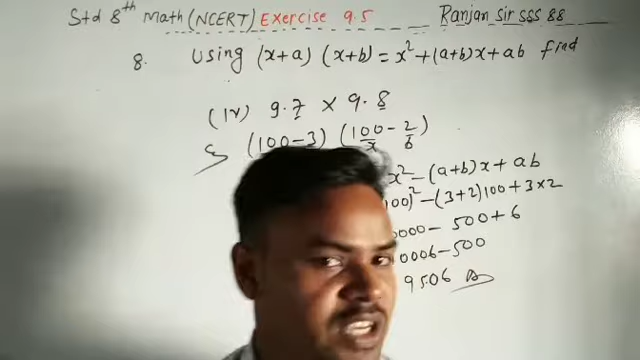 Std 8th Math (NCERT) Exercise 9.5 Ranjan Sir SSS 88
8. Using (x+a) (x+b) = x²+(a+b)x+ab find
(iv) 9.7 × 9.8
(100-3) (100-2)
x b
x²-(a+b)x+ab
00)²-(3+2)100+3×2
0000-500+6
0006-500
9506